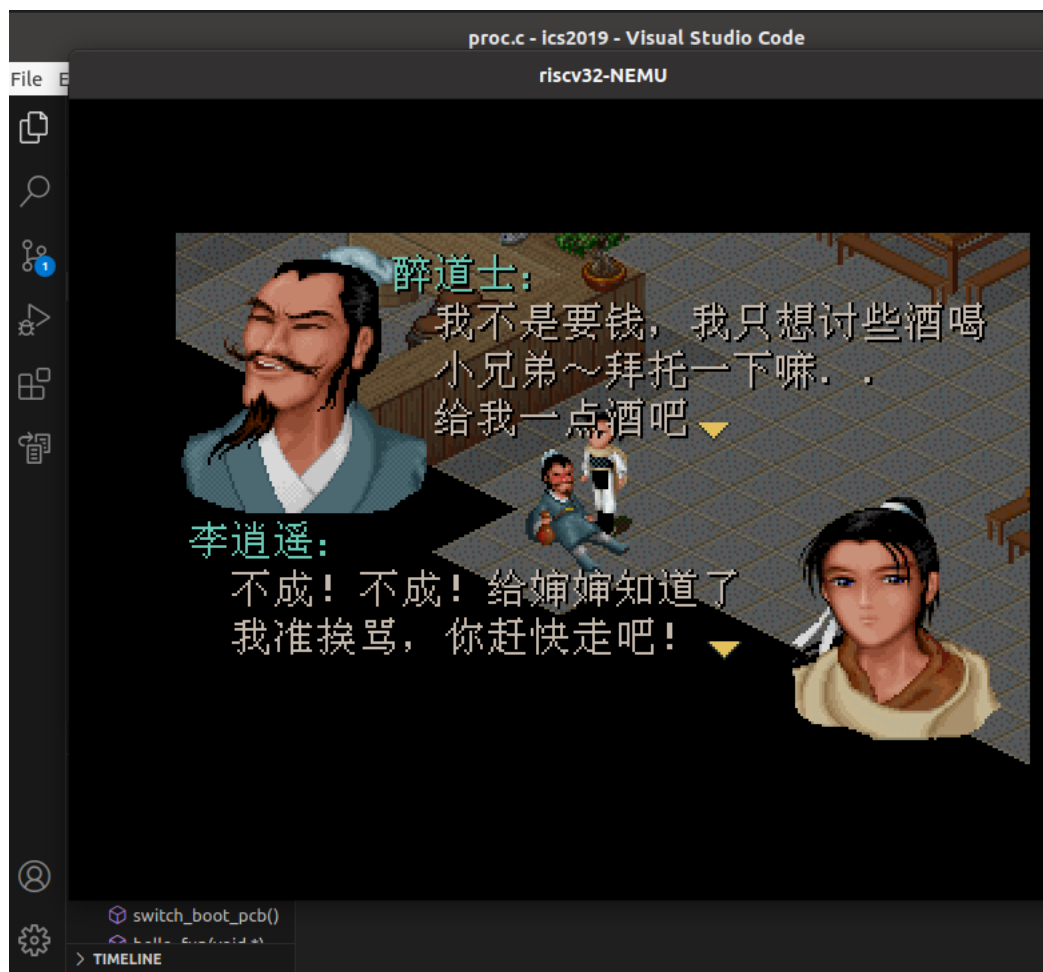 proc.c - ics2019 - Visual Studio Code
File
riscv32-NEMU
醉道士:
我不是要钱，我只想讨些酒喝
小兄弟～拜托一下嘛．．
给我一点酒吧
李逍遥:
不成！不成！给婶婶知道了
我准挨骂，你赶快走吧！
1
switch_boot_pcb()
TIMELINE